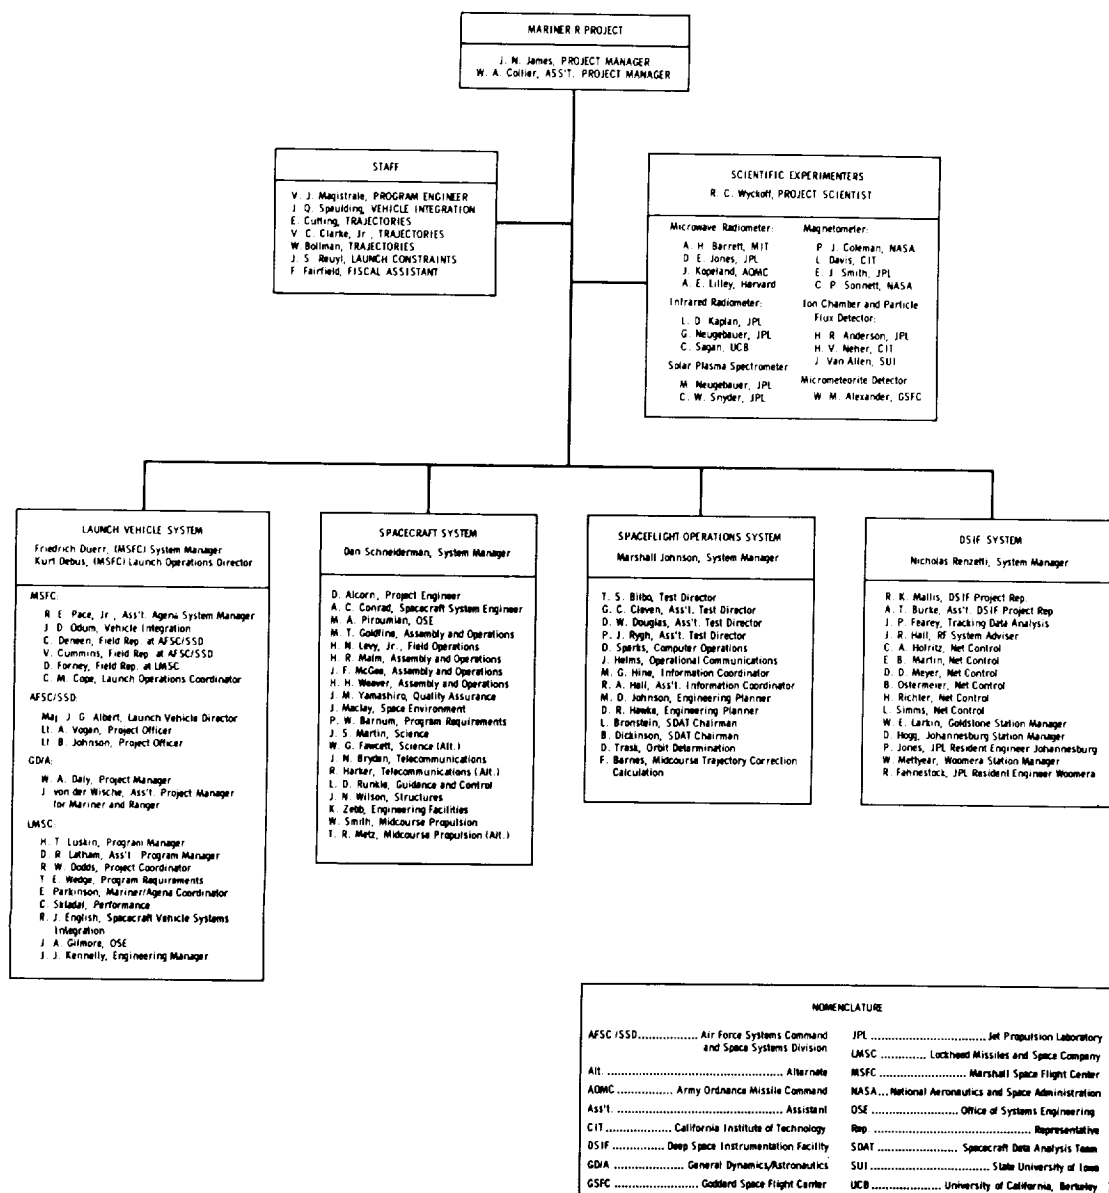 MARINER R PROJECT
J. N. James, PROJECT MANAGER
W. A. Collier, ASS'T. PROJECT MANAGER
STAFF
V. J. Magistrale, PROGRAM ENGINEER
J. Q. Spaulding, VEHICLE INTEGRATION
E. Cutting, TRAJECTORIES
V. C. Clarke, Jr., TRAJECTORIES
W. Bollman, TRAJECTORIES
J. S. Reuyl, LAUNCH CONSTRAINTS
F. Fairfield, FISCAL ASSISTANT
SCIENTIFIC EXPERIMENTERS
R. C. Wyckoff, PROJECT SCIENTIST
Microwave Radiometer:
A. H. Barrett, MIT
D. E. Jones, JPL
J. Kopeland, AOMC
A. E. Lilley, Harvard
Infrared Radiometer:
L. D. Kaplan, JPL
G. Neugebauer, JPL
C. Sagan, UCB
Solar Plasma Spectrometer
M. Neugebauer, JPL
C. W. Snyder, JPL
Magnetometer:
P. J. Coleman, NASA
L. Davis, CIT
E. J. Smith, JPL
C. P. Sonnett, NASA
Ion Chamber and Particle
Flux Detector:
H. R. Anderson, JPL
H. V. Neher, CIT
J. Van Allen, SUI
Micrometeorite Detector
W. M. Alexander, GSFC
LAUNCH VEHICLE SYSTEM
Friedrich Duerr, (MSFC) System Manager
Kurt Debus, (MSFC) Launch Operations Director
MSFC:
R. E. Pace, Jr., Ass't. Agena System Manager
J. D. Odum, Vehicle Integration
C. Deneen, Field Rep. at AFSC/SSD
V. Cummins, Field Rep. at AFSC/SSD
D. Forney, Field Rep. at LMSC
C. M. Cope, Launch Operations Coordinator
AFSC/SSD:
Maj. J. G. Albert, Launch Vehicle Director
Lt. A. Vogan, Project Officer
Lt. B. Johnson, Project Officer
GD/A:
W. A. Daly, Project Manager
J. von der Wische, Ass't. Project Manager
for Mariner and Ranger
LMSC:
H. T. Luskin, Program Manager
D. R. Latham, Ass't. Program Manager
R. W. Dodds, Project Coordinator
T. E. Wedge, Program Requirements
E. Parkinson, Mariner/Agena Coordinator
C. Skladal, Performance
R. J. English, Spacecraft Vehicle Systems
Integration
J. A. Gilmore, OSE
J. J. Kennelly, Engineering Manager
SPACECRAFT SYSTEM
Dan Schneiderman, System Manager
D. Alcorn, Project Engineer
A. C. Conrad, Spacecraft System Engineer
M. A. Piroumian, OSE
M. T. Goldfine, Assembly and Operations
H. N. Levy, Jr., Field Operations
H. R. Malm, Assembly and Operations
J. F. McGee, Assembly and Operations
H. H. Weaver, Assembly and Operations
J. M. Yamashiro, Quality Assurance
J. Maclay, Space Environment
P. W. Barnum, Program Requirements
J. S. Martin, Science
W. G. Fawcett, Science (Alt.)
J. N. Bryden, Telecommunications
R. Harker, Telecommunications (Alt.)
L. D. Runkle, Guidance and Control
J. N. Wilson, Structures
K. Zebb, Engineering Facilities
W. Smith, Midcourse Propulsion
T. R. Metz, Midcourse Propulsion (Alt.)
SPACEFLIGHT OPERATIONS SYSTEM
Marshall Johnson, System Manager
T. S. Bilbo, Test Director
G. C. Cleven, Ass't. Test Director
D. W. Douglas, Ass't. Test Director
P. J. Rygh, Ass't. Test Director
D. Sparks, Computer Operations
J. Helms, Operational Communications
M. G. Hine, Information Coordinator
R. A. Hall, Ass't. Information Coordinator
M. D. Johnson, Engineering Planner
D. R. Hawke, Engineering Planner
L. Bronstein, SDAT Chairman
B. Dickinson, SDAT Chairman
D. Trask, Orbit Determination
F. Barnes, Midcourse Trajectory Correction
Calculation
DSIF SYSTEM
Nicholas Renzetti, System Manager
R. K. Mallis, DSIF Project Rep.
A. T. Burke, Ass't. DSIF Project Rep
J. P. Fearey, Tracking Data Analysis
J. R. Hall, RF System Adviser
C. A. Holritz, Net Control
E. B. Martin, Net Control
D. D. Meyer, Net Control
B. Ostermeier, Net Control
H. Richter, Net Control
L. Simms, Net Control
W. E. Larkin, Goldstone Station Manager
D. Hogg, Johannesburg Station Manager
P. Jones, JPL Resident Engineer Johannesburg
W. Mettyear, Woomera Station Manager
R. Fahnestock, JPL Resident Engineer Woomera
NOMENCLATURE
AFSC/SSD.......... Air Force Systems Command
and Space Systems Division
Alt. .............................. Alternate
AOMC .............. Army Ordnance Missile Command
Ass't. ............................. Assistant
CIT ................ California Institute of Technology
DSIF ............... Deep Space Instrumentation Facility
GD/A ................ General Dynamics/Astronautics
GSFC ................ Goddard Space Flight Center
JPL ........................ Jet Propulsion Laboratory
LMSC ............ Lockheed Missiles and Space Company
MSFC ...................... Marshall Space Flight Center
NASA... National Aeronautics and Space Administration
OSE .................. Office of Systems Engineering
Rep. ............................... Representative
SDAT ................ Spacecraft Data Analysis Team
SUI ......................... State University of Iowa
UCB ............... University of California, Berkeley